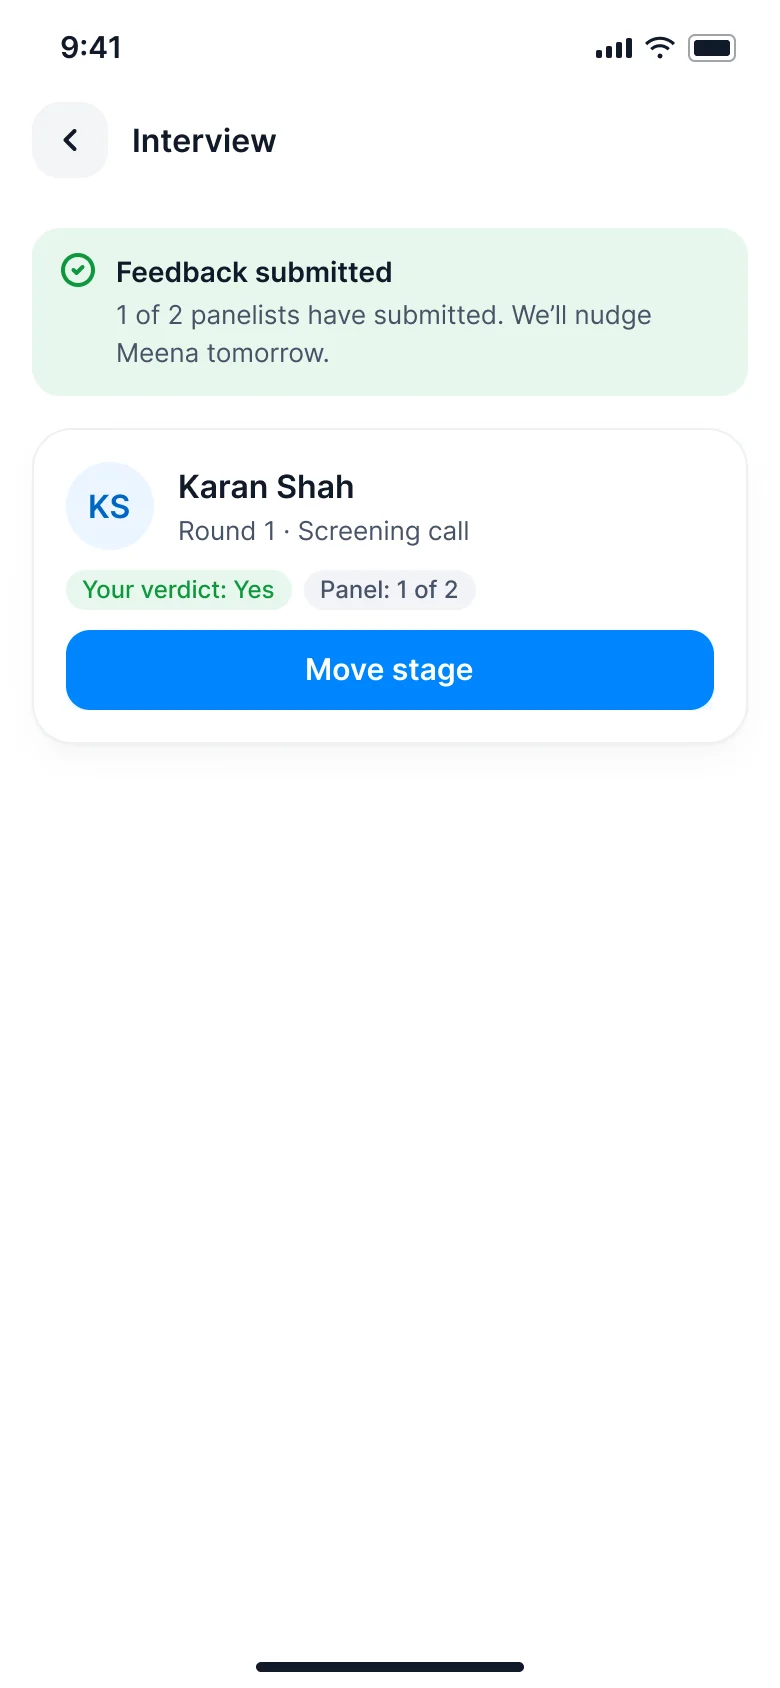 9:41
Interview
Feedback submitted
1 of 2 panelists have submitted. We’ll nudge
Meena tomorrow.
KS
Karan Shah
Round 1 · Screening call
Your verdict: Yes
Panel: 1 of 2
Move stage